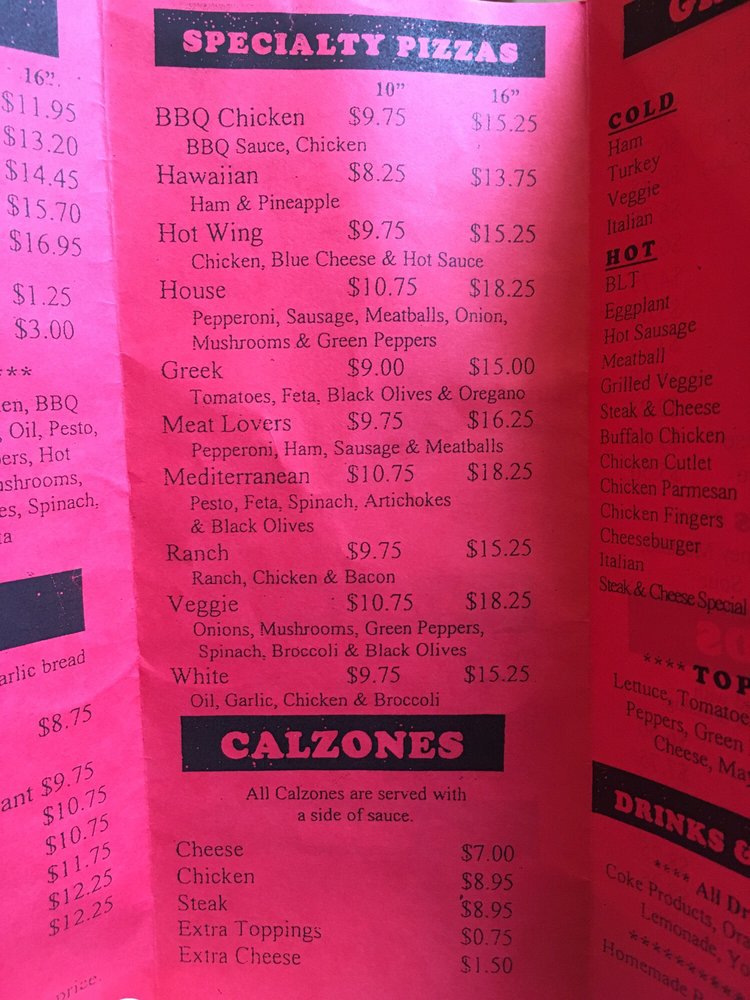 16".
$11.95
$13.20
$14.45
$15.70
$16.95
$1.25
$3.00
**
BBQ
Oil, Pesto,
Hot
Spinach,
bread
$8.75
$9.75
$10.75
$10.75
$11.75
$12.25
$12.25
price.
SPECIALTY PIZZAS
10" 16"
BBQ Chicken $9.75 $15.25
BBQ Sauce, Chicken
Hawaiian $8.25 $13.75
Ham & Pineapple
Hot Wing $9.75 $15.25
Chicken, Blue Cheese & Hot Sauce
House $10.75 $18.25
Pepperoni, Sausage, Meatballs, Onion,
Mushrooms & Green Peppers
Greek $9.00 $15.00
Tomatoes, Feta, Black Olives & Oregano
Meat Lovers $9.75 $16.25
Pepperoni, Ham, Sausage & Meatballs
Mediterranean $10.75 $18.25
Pesto, Feta, Spinach, Artichokes
& Black Olives
Ranch $9.75 $15.25
Ranch, Chicken & Bacon
Veggie $10.75 $18.25
Onions, Mushrooms, Green Peppers,
Spinach, Broccoli & Black Olives
White $9.75 $15.25
Oil, Garlic, Chicken & Broccoli
CALZONES
All Calzones are served with
a side of sauce.
Cheese $7.00
Chicken $8.95
Steak $8.95
Extra Toppings $0.75
Extra Cheese $1.50
COLD
Ham
Turkey
Veggie
Italian
HOT
BLT
Eggplant
Hot Sausage
Meatball
Grilled Veggie
Steak & Cheese
Buffalo Chicken
Chicken Cutlet
Chicken Parmesan
Chicken Fingers
Cheeseburger
Italian
Steak & Cheese Special
**** TOP
Lettuce, Tomatoe
Peppers, Green
Cheese,
DRINKS &
**** All
Coke Products,
Lemonade,
**********
Homemade